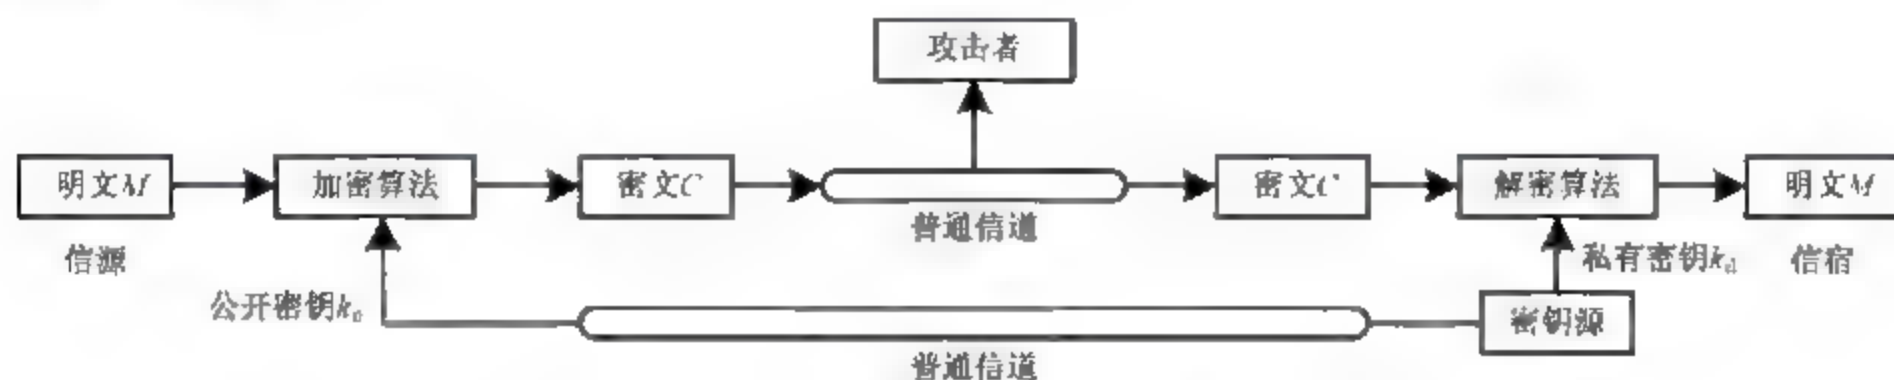 攻击者
明文M
加密算法
密文C
普通信道
密文C
解密算法
明文M
信源
公开密钥ke
私有密钥kd
信宿
密钥源
普通信道